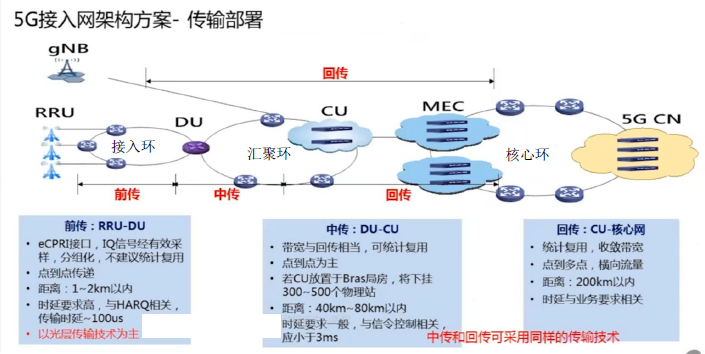 5G接入网架构方案- 传输部署
gNB
回传
RRU
DU
CU
MEC
5G CN
接入环
汇聚环
核心环
前传
中传
回传
前传：RRU-DU
• eCPRI接口，IQ信号经有效采
样，分组化，不建议统计复用
• 点到点传递
• 距离：1~2km以内
• 时延要求高，与HARQ相关，
传输时延~100us
• 以光层传输技术为主
中传：DU-CU
• 带宽与回传相当，可统计复用
• 点到点为主
• 若CU放置于Bras局房，将下挂
300~500个物理站
• 距离：40km~80km以内
时延要求一般，与信令控制相关，
应小于3ms
回传：CU-核心网
• 统计复用，收敛带宽
• 点到多点，横向流量
• 距离：200km以内
• 时延与业务要求相关
中传和回传可采用同样的传输技术